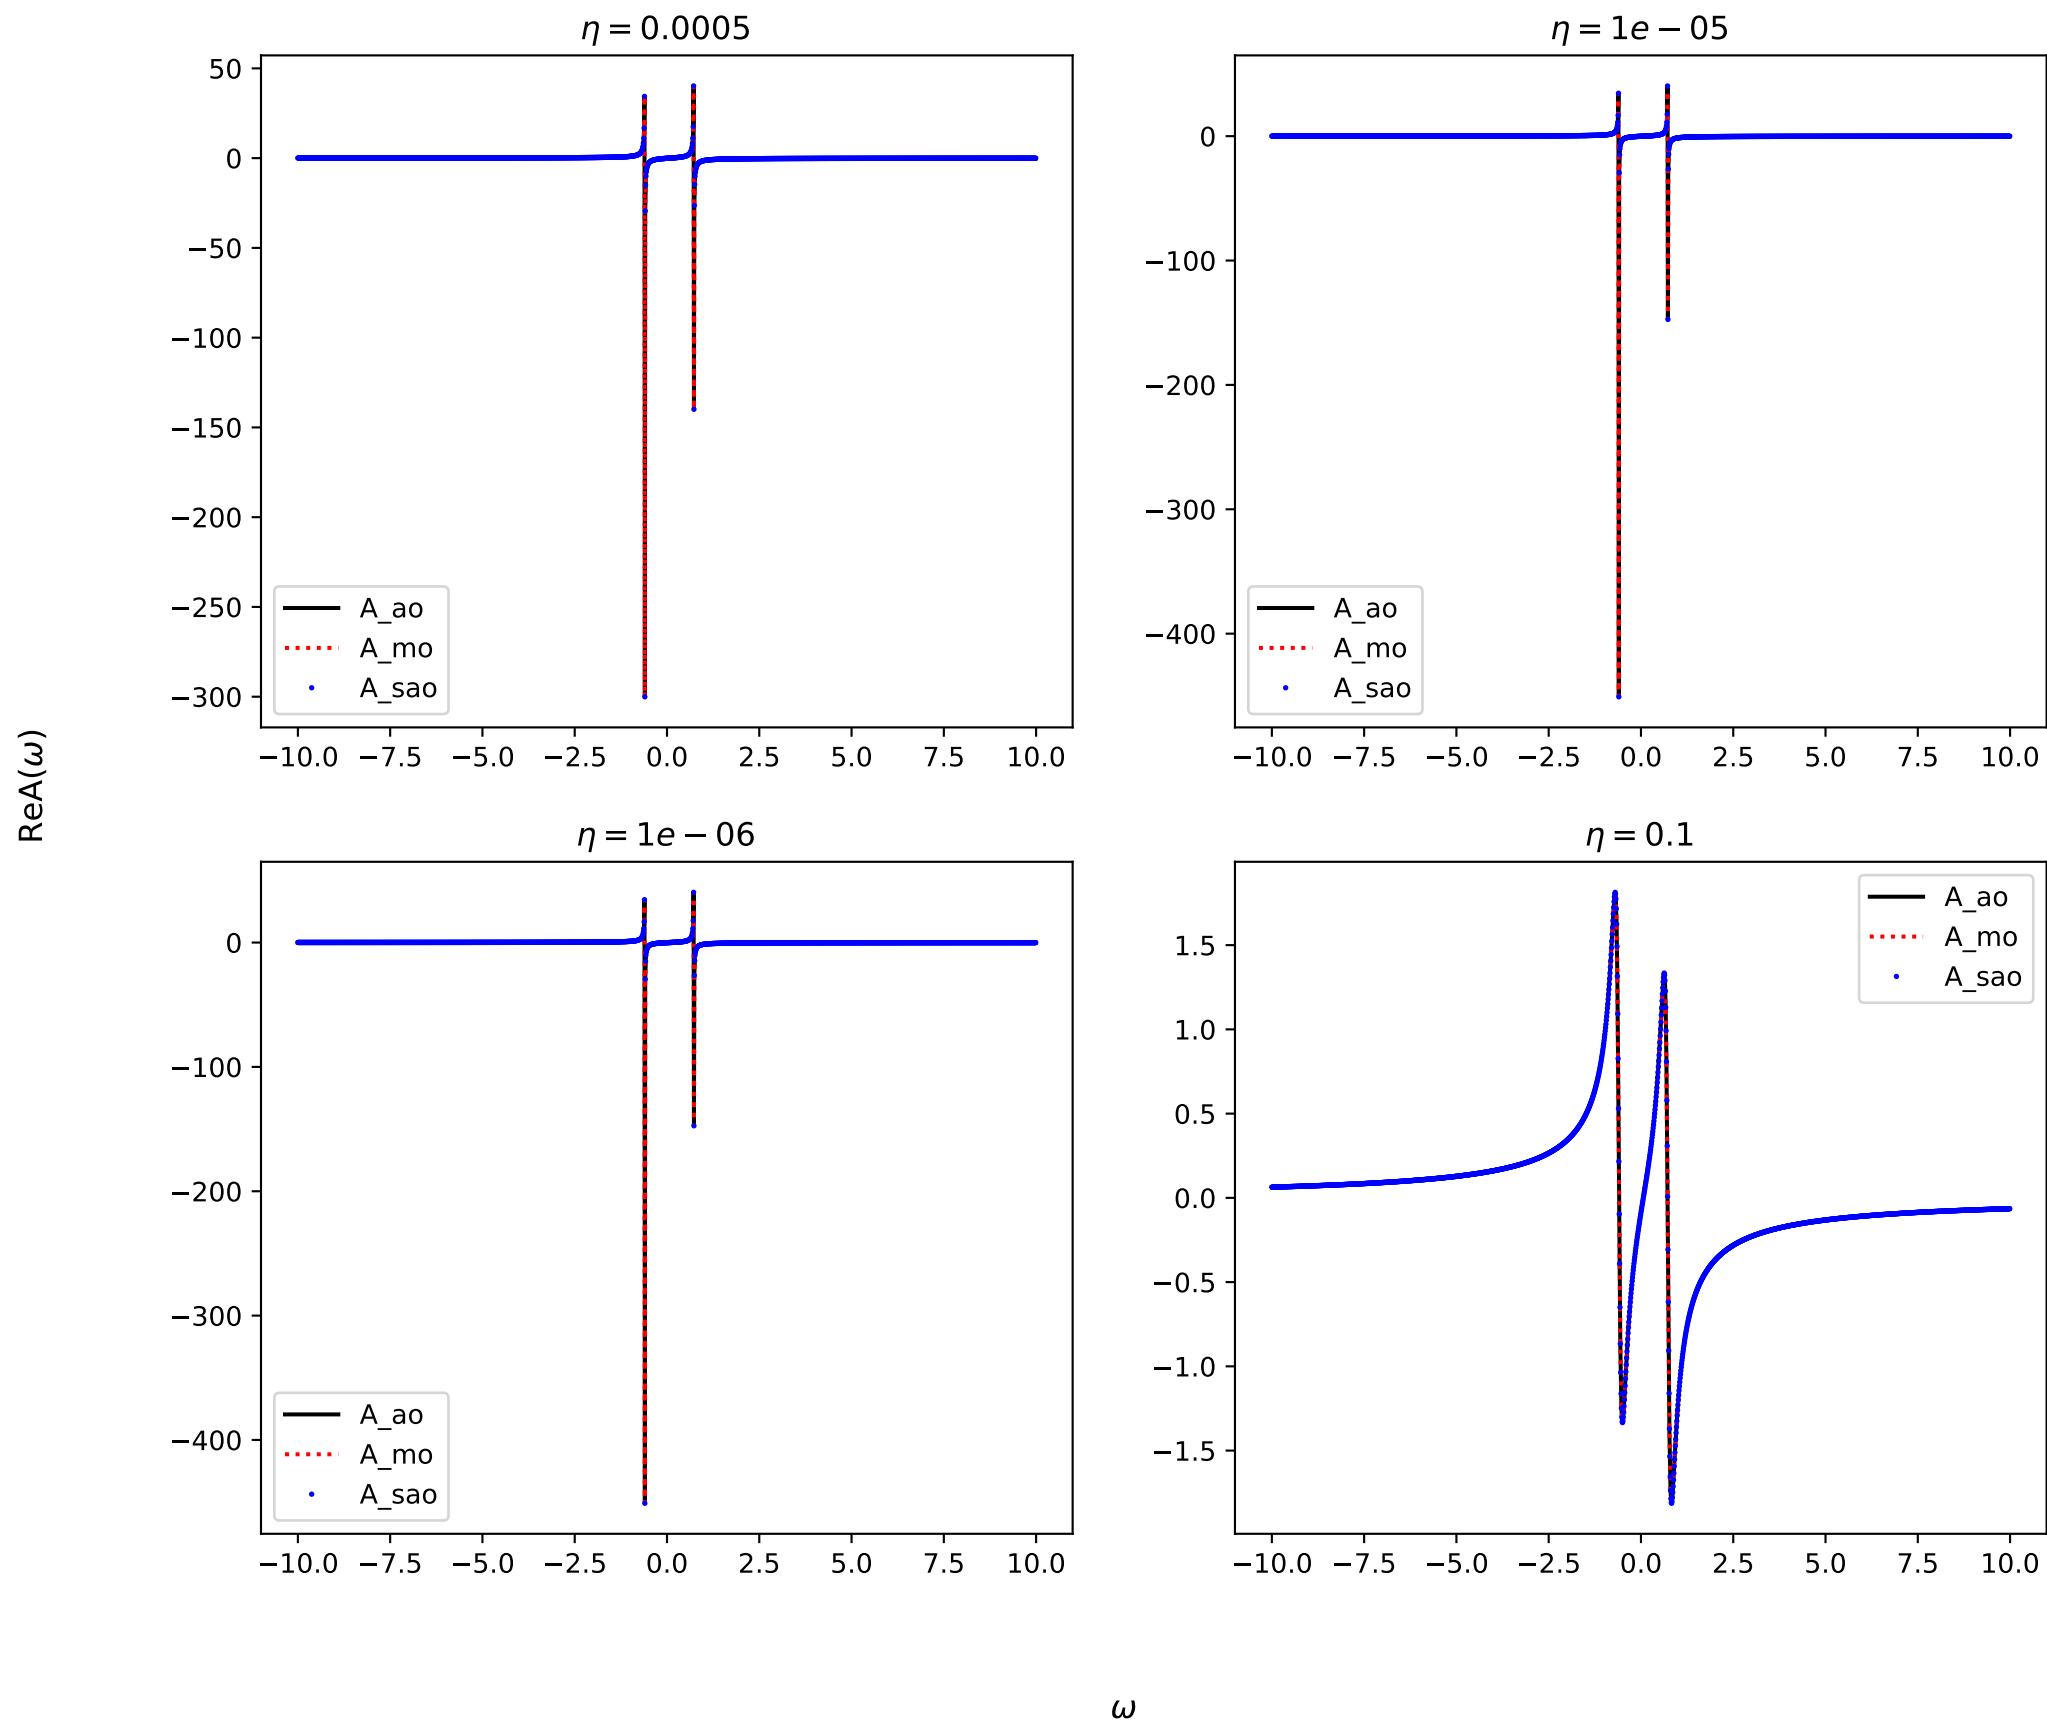 η = 0.0005
50
0
−50
−100
−150
−200
−250
−300
−10.0 −7.5 −5.0 −2.5 0.0 2.5 5.0 7.5 10.0
A_ao
A_mo
A_sao
η = 1e − 05
0
−100
−200
−300
−400
−10.0 −7.5 −5.0 −2.5 0.0 2.5 5.0 7.5 10.0
A_ao
A_mo
A_sao
ReA(ω)
η = 1e − 06
0
−100
−200
−300
−400
−10.0 −7.5 −5.0 −2.5 0.0 2.5 5.0 7.5 10.0
A_ao
A_mo
A_sao
η = 0.1
1.5
1.0
0.5
0.0
−0.5
−1.0
−1.5
−10.0 −7.5 −5.0 −2.5 0.0 2.5 5.0 7.5 10.0
A_ao
A_mo
A_sao
ω